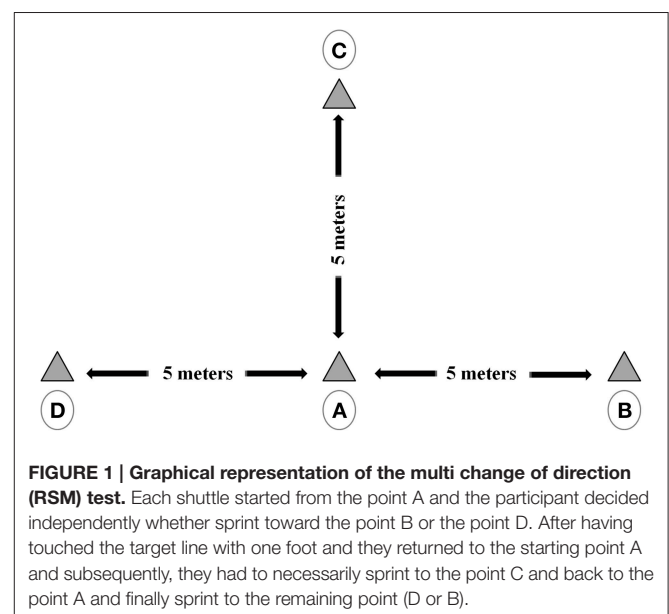 C
5 meters
5 meters
5 meters
D
A
B
FIGURE 1 | Graphical representation of the multi change of direction
(RSM) test. Each shuttle started from the point A and the participant decided
independently whether sprint toward the point B or the point D. After having
touched the target line with one foot and they returned to the starting point A
and subsequently, they had to necessarily sprint to the point C and back to the
point A and finally sprint to the remaining point (D or B).